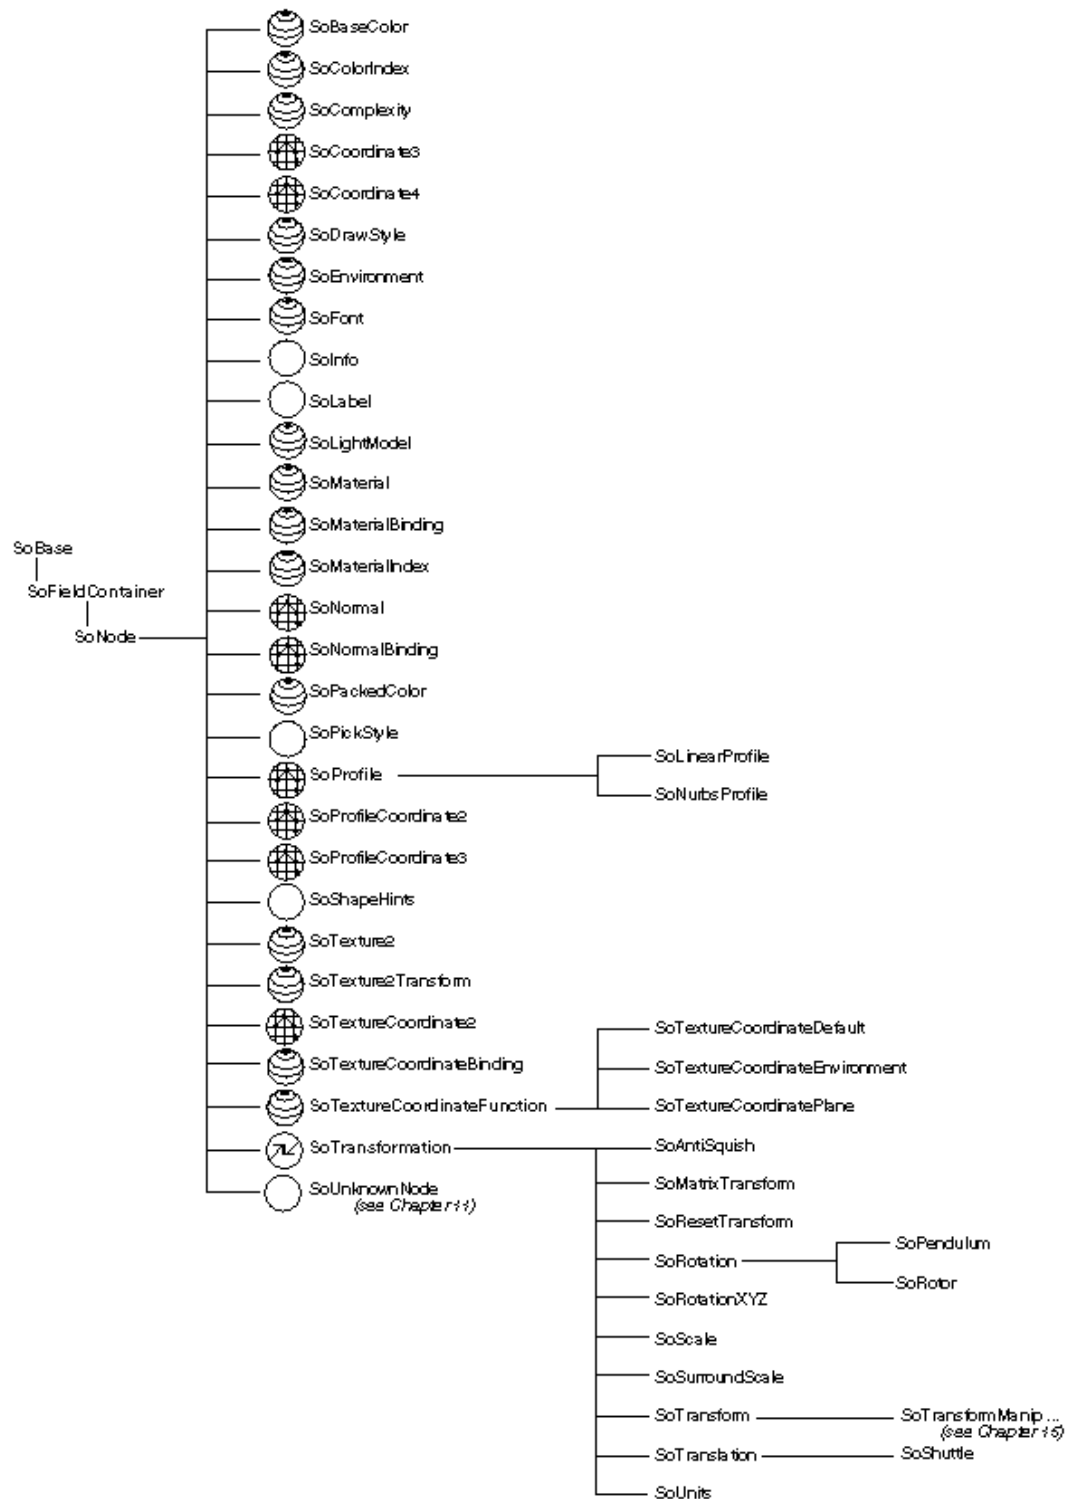 SoBaseColor
SoColorIndex
SoComplexity
SoCoordinate3
SoCoordinate4
SoDrawStyle
SoEnvironment
SoFont
SoInfo
SoLabel
SoLightModel
SoMaterial
SoMaterialBinding
SoBase
SoMaterialIndex
SoFieldContainer
SoNormal
SoNode
SoNormalBinding
SoPackedColor
SoPickStyle
SoLinearProfile
SoProfile
SoNurbsProfile
SoProfileCoordinate2
SoProfileCoordinate3
SoShapeHints
SoTexture2
SoTexture2Transform
SoTextureCoordinate2
SoTextureCoordinateDefault
SoTextureCoordinateBinding
SoTextureCoordinateEnvironment
SoTextureCoordinateFunction
SoTextureCoordinatePlane
SoTransformation
SoAntiSquish
SoUnknownNode
(see Chapter 11)
SoMatrixTransform
SoResetTransform
SoPendulum
SoRotation
SoRotor
SoRotationXYZ
SoScale
SoSurroundScale
SoTransform
SoTransformManip ...
(see Chapter 15)
SoTranslation
SoShuttle
SoUnits